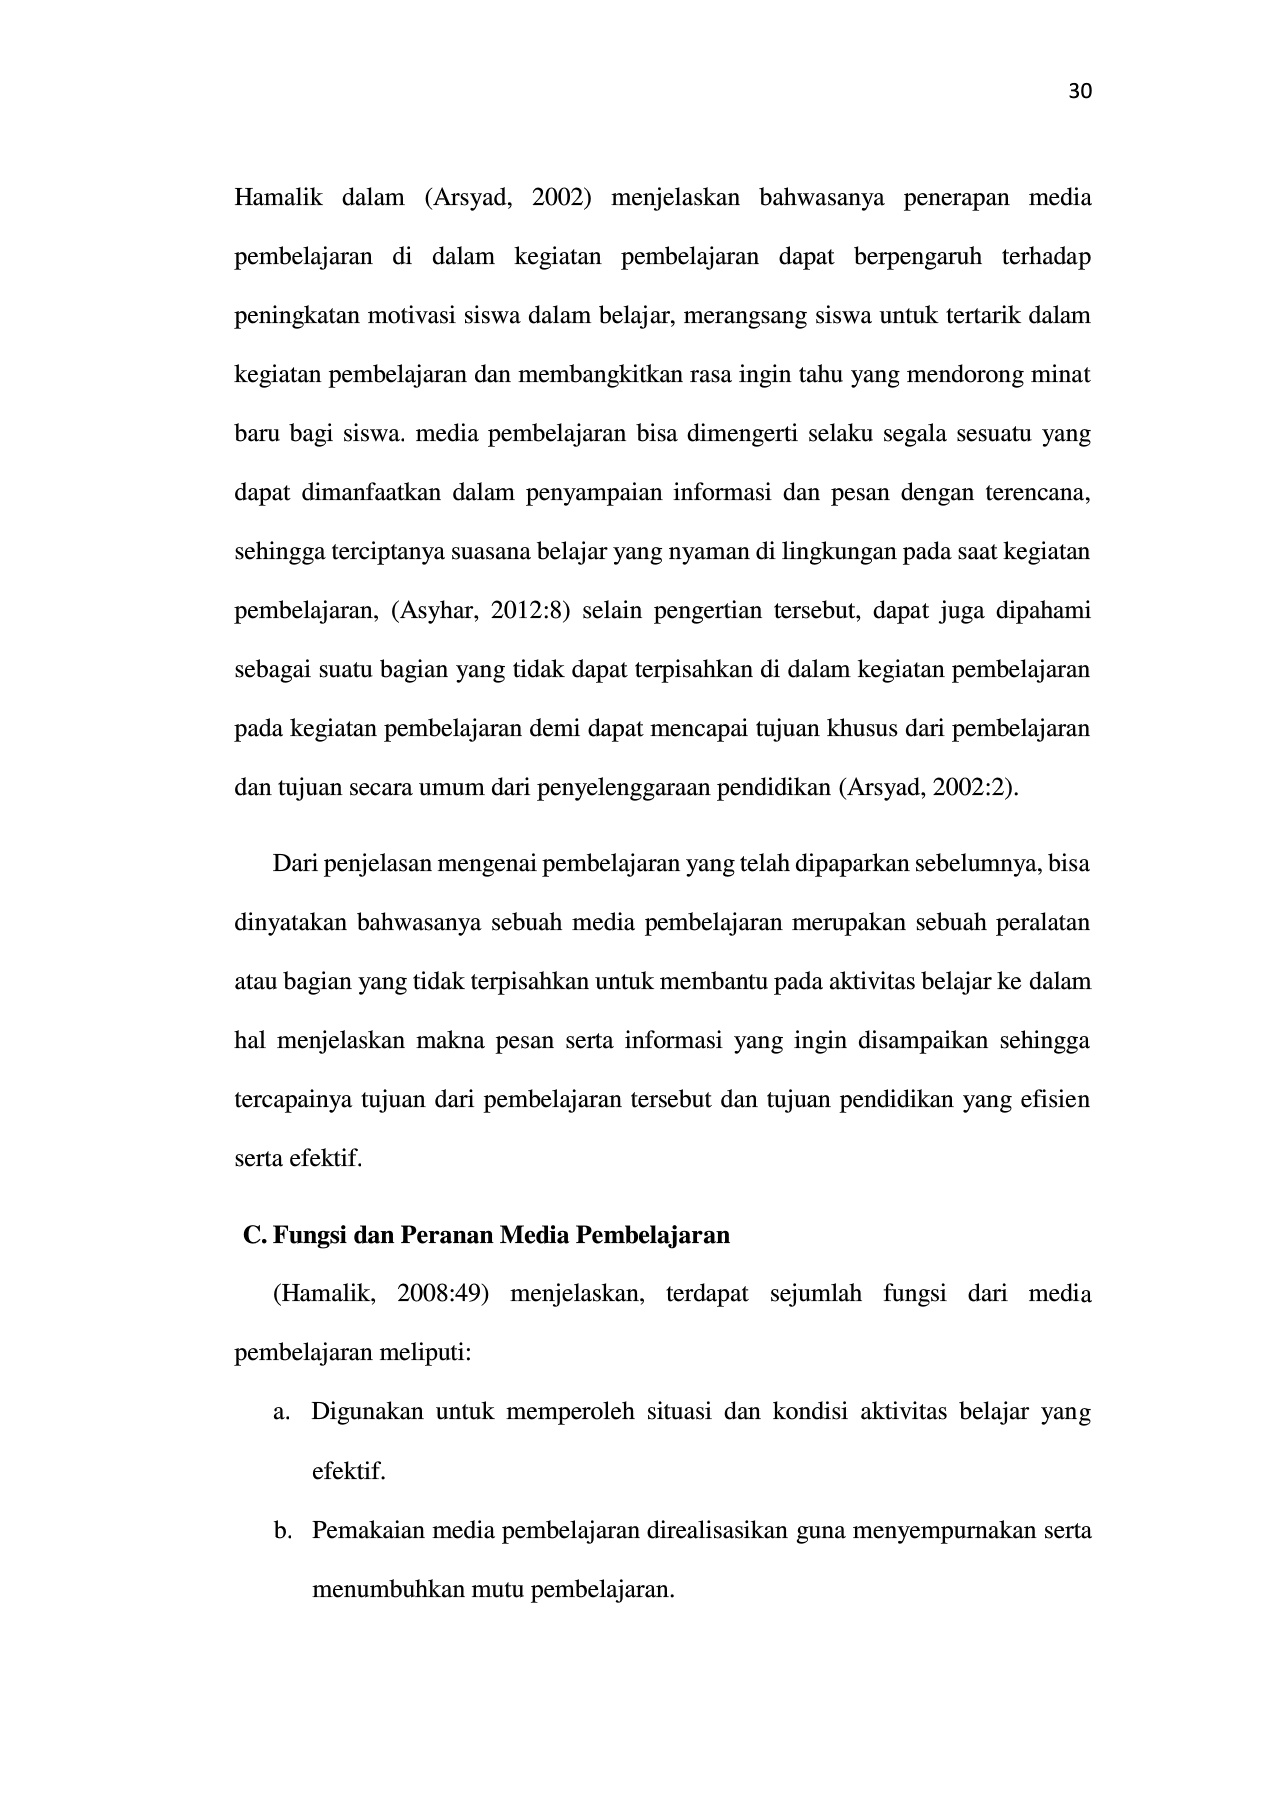 30
Hamalik dalam (Arsyad, 2002) menjelaskan bahwasanya penerapan media
pembelajaran di dalam kegiatan pembelajaran dapat berpengaruh terhadap
peningkatan motivasi siswa dalam belajar, merangsang siswa untuk tertarik dalam
kegiatan pembelajaran dan membangkitkan rasa ingin tahu yang mendorong minat
baru bagi siswa. media pembelajaran bisa dimengerti selaku segala sesuatu yang
dapat dimanfaatkan dalam penyampaian informasi dan pesan dengan terencana,
sehingga terciptanya suasana belajar yang nyaman di lingkungan pada saat kegiatan
pembelajaran, (Asyhar, 2012:8) selain pengertian tersebut, dapat juga dipahami
sebagai suatu bagian yang tidak dapat terpisahkan di dalam kegiatan pembelajaran
pada kegiatan pembelajaran demi dapat mencapai tujuan khusus dari pembelajaran
dan tujuan secara umum dari penyelenggaraan pendidikan (Arsyad, 2002:2).
Dari penjelasan mengenai pembelajaran yang telah dipaparkan sebelumnya, bisa
dinyatakan bahwasanya sebuah media pembelajaran merupakan sebuah peralatan
atau bagian yang tidak terpisahkan untuk membantu pada aktivitas belajar ke dalam
hal menjelaskan makna pesan serta informasi yang ingin disampaikan sehingga
tercapainya tujuan dari pembelajaran tersebut dan tujuan pendidikan yang efisien
serta efektif.
C. Fungsi dan Peranan Media Pembelajaran
(Hamalik, 2008:49) menjelaskan, terdapat sejumlah fungsi dari media
pembelajaran meliputi:
a. Digunakan untuk memperoleh situasi dan kondisi aktivitas belajar yang
efektif.
b. Pemakaian media pembelajaran direalisasikan guna menyempurnakan serta
menumbuhkan mutu pembelajaran.